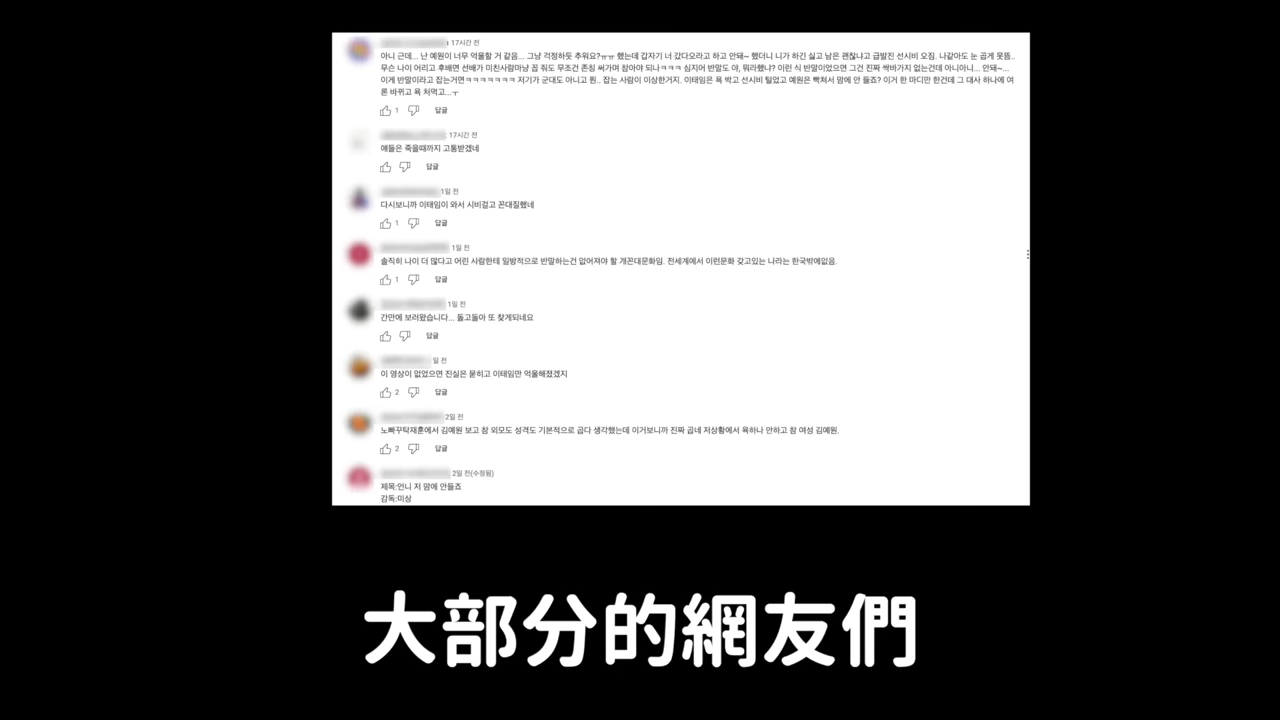 17시간 전
아니 근데... 난 예원이 너무 억울할 거 같음... 그냥 걱정하듯 추워요?ㅠㅠ 했는데 갑자기 너 갔다오라고 하고 안돼~ 했더니 니가 하긴 싫고 남은 괜찮냐고 급발진 선시비 오짐. 나같아도 눈 곱게 못뜸..
무슨 나이 어리고 후배면 선배가 미친사람마냥 꼽 줘도 무조건 존칭 써가며 참아야 되나ㅋㅋㅋ 심지어 반말도 야, 뭐라했냐? 이런 식 반말이었으면 그건 진짜 싹바가지 없는건데 아니아니... 안돼~...
이게 반말이라고 잡는거면ㅋㅋㅋㅋㅋㅋㅋ 저기가 군대도 아니고 뭔.. 잡는 사람이 이상한거지. 이태임은 욕 박고 선시비 털었고 예원은 빡쳐서 맘에 안 들죠? 이거 한 마디만 한건데 그 대사 하나에 여
론 바뀌고 욕 처먹고...ㅜ
1 답글
17시간 전
얘들은 죽을때까지 고통받겠네
답글
1일 전
다시보니까 이태임이 와서 시비걸고 꼰대질했네
1 답글
1일 전
솔직히 나이 더 많다고 어린 사람한테 일방적으로 반말하는건 없어져야 할 개꼰대문화임. 전세계에서 이런문화 갖고있는 나라는 한국밖에없음.
1 답글
1일 전
간만에 보러왔습니다... 돌고돌아 또 찾게되네요
답글
일 전
이 영상이 없었으면 진실은 묻히고 이태임만 억울해졌겠지
2 답글
2일 전
노빠꾸탁재훈에서 김예원 보고 참 외모도 성격도 기본적으로 곱다 생각했는데 이거보니까 진짜 곱네 저상황에서 욕하나 안하고 참 여성 김예원.
2 답글
2일 전(수정됨)
제목:언니 저 맘에 안들죠
감독:이상
大部分的網友們